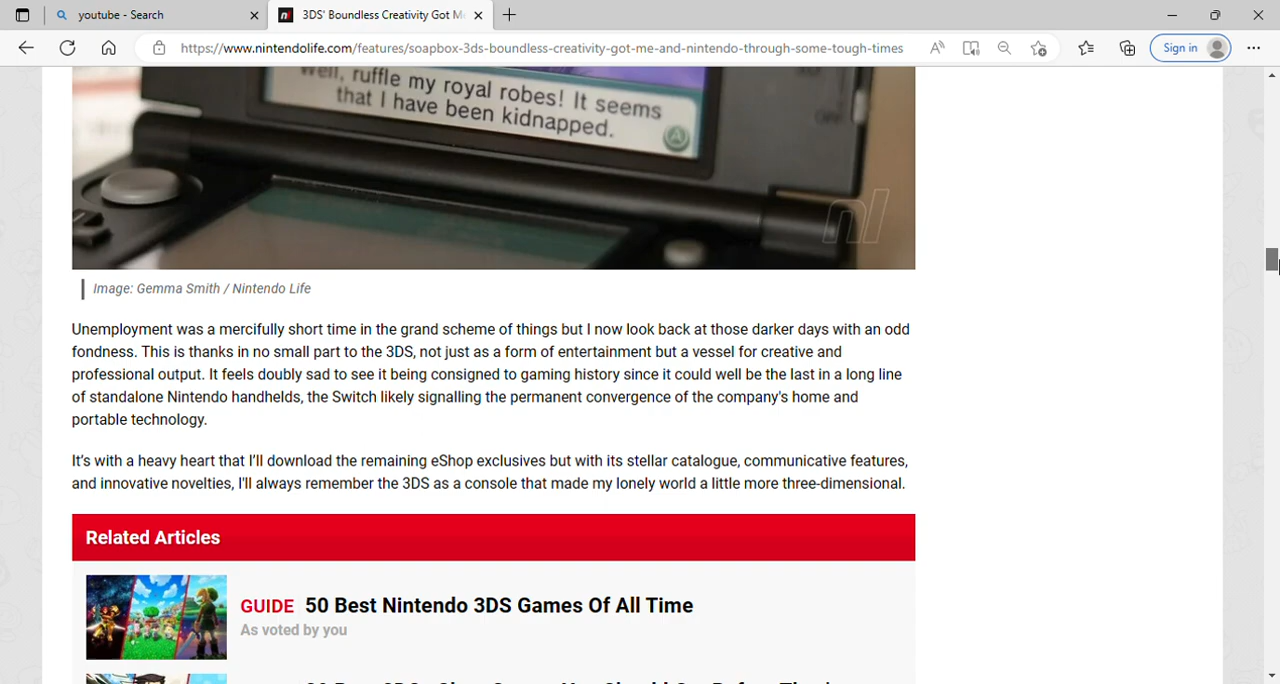 youtube - Search
3DS' Boundless Creativity Got M
https://www.nintendolife.com/features/soapbox-3ds-boundless-creativity-got-me-and-nintendo-through-some-tough-times
Sign in
Well, ruffle my royal robes! It seems
that I have been kidnapped.
A
nl
Image: Gemma Smith / Nintendo Life
Unemployment was a mercifully short time in the grand scheme of things but I now look back at those darker days with an odd
fondness. This is thanks in no small part to the 3DS, not just as a form of entertainment but a vessel for creative and
professional output. It feels doubly sad to see it being consigned to gaming history since it could well be the last in a long line
of standalone Nintendo handhelds, the Switch likely signalling the permanent convergence of the company's home and
portable technology.
It's with a heavy heart that I'll download the remaining eShop exclusives but with its stellar catalogue, communicative features,
and innovative novelties, I'll always remember the 3DS as a console that made my lonely world a little more three-dimensional.
Related Articles
GUIDE 50 Best Nintendo 3DS Games Of All Time
As voted by you